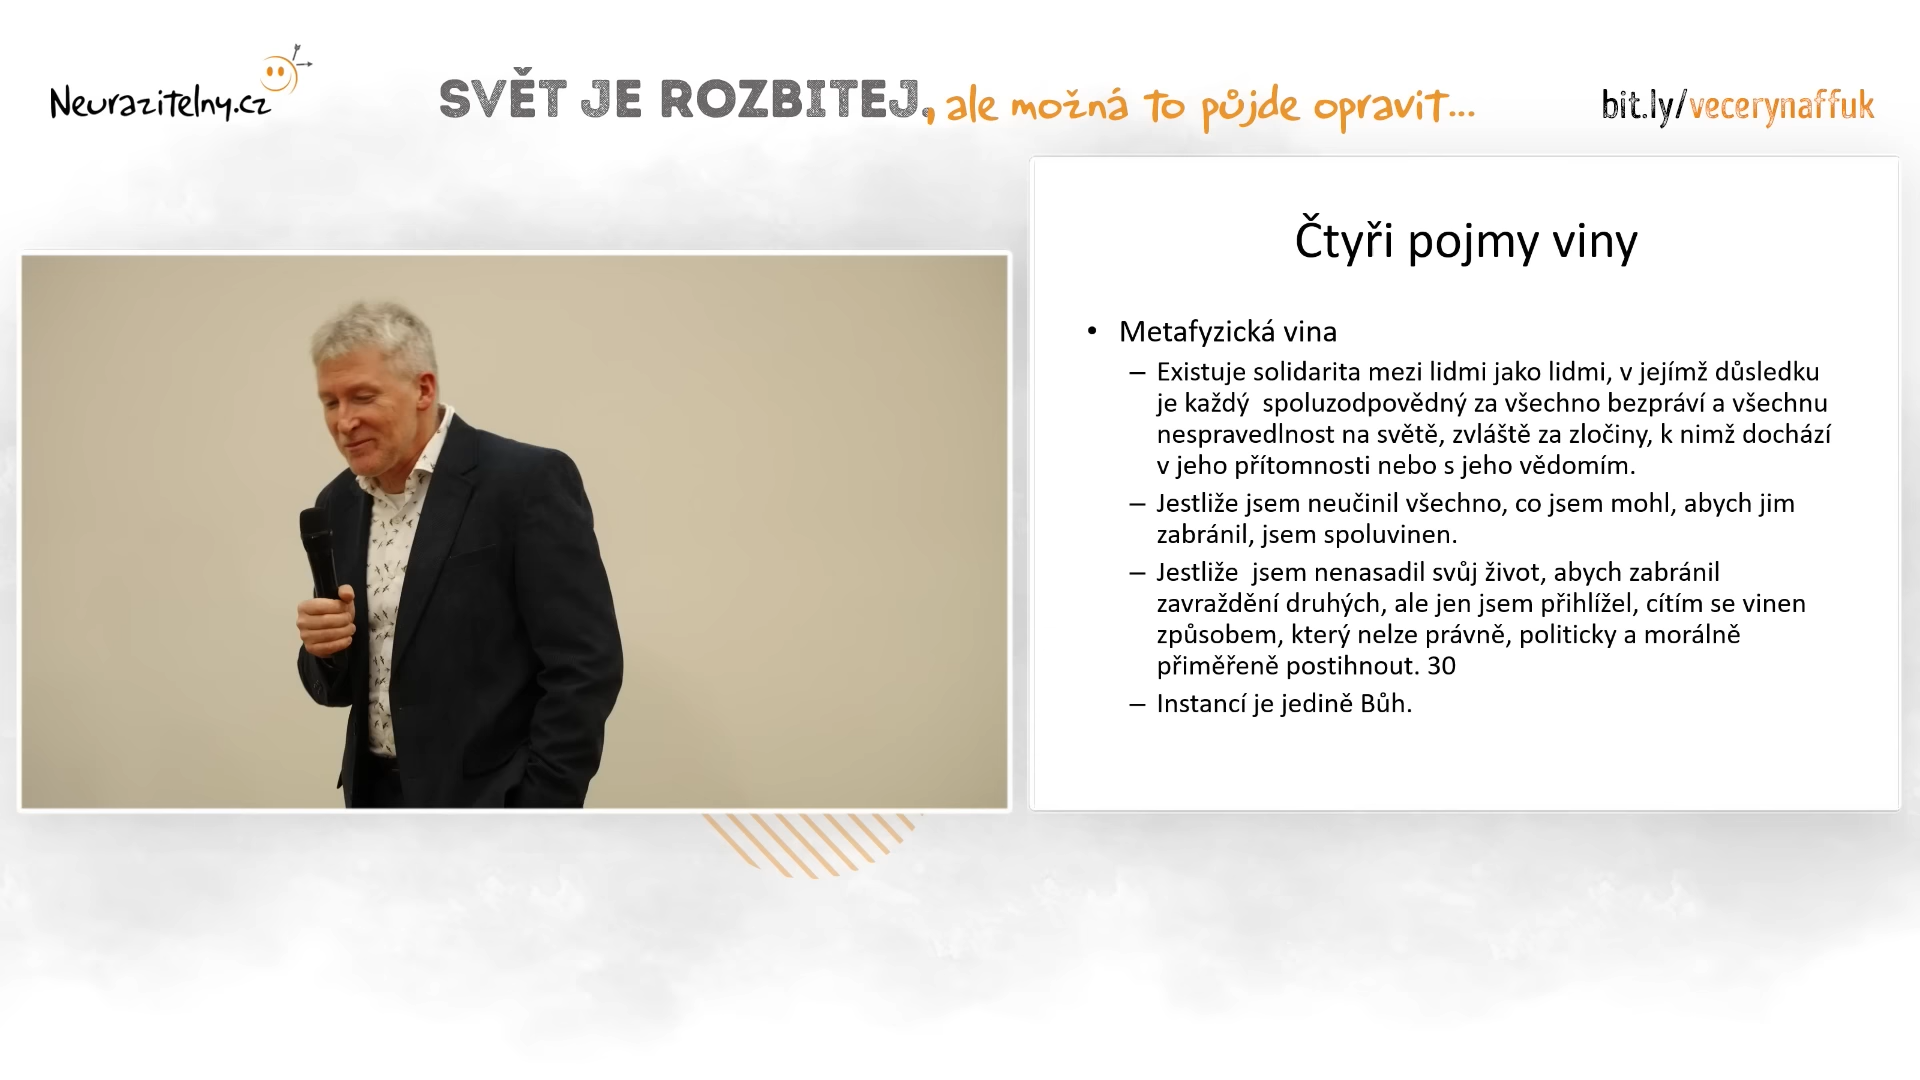 Neurazitelny.cz
SVĚT JE ROZBITEJ, ale možná to půjde opravit...
bit.ly/vecerynaffuk
Čtyři pojmy viny
• Metafyzická vina
– Existuje solidarita mezi lidmi jako lidmi, v jejímž důsledku
je každý spoluzodpovědný za všechno bezpráví a všechnu
nespravedlnost na světě, zvláště za zločiny, k nimž dochází
v jeho přítomnosti nebo s jeho vědomím.
– Jestliže jsem neučinil všechno, co jsem mohl, abych jim
zabránil, jsem spoluvinen.
– Jestliže jsem nenasadil svůj život, abych zabránil
zavraždění druhých, ale jen jsem přihlížel, cítím se vinen
způsobem, který nelze právně, politicky a morálně
přiměřeně postihnout. 30
– Instancí je jedině Bůh.